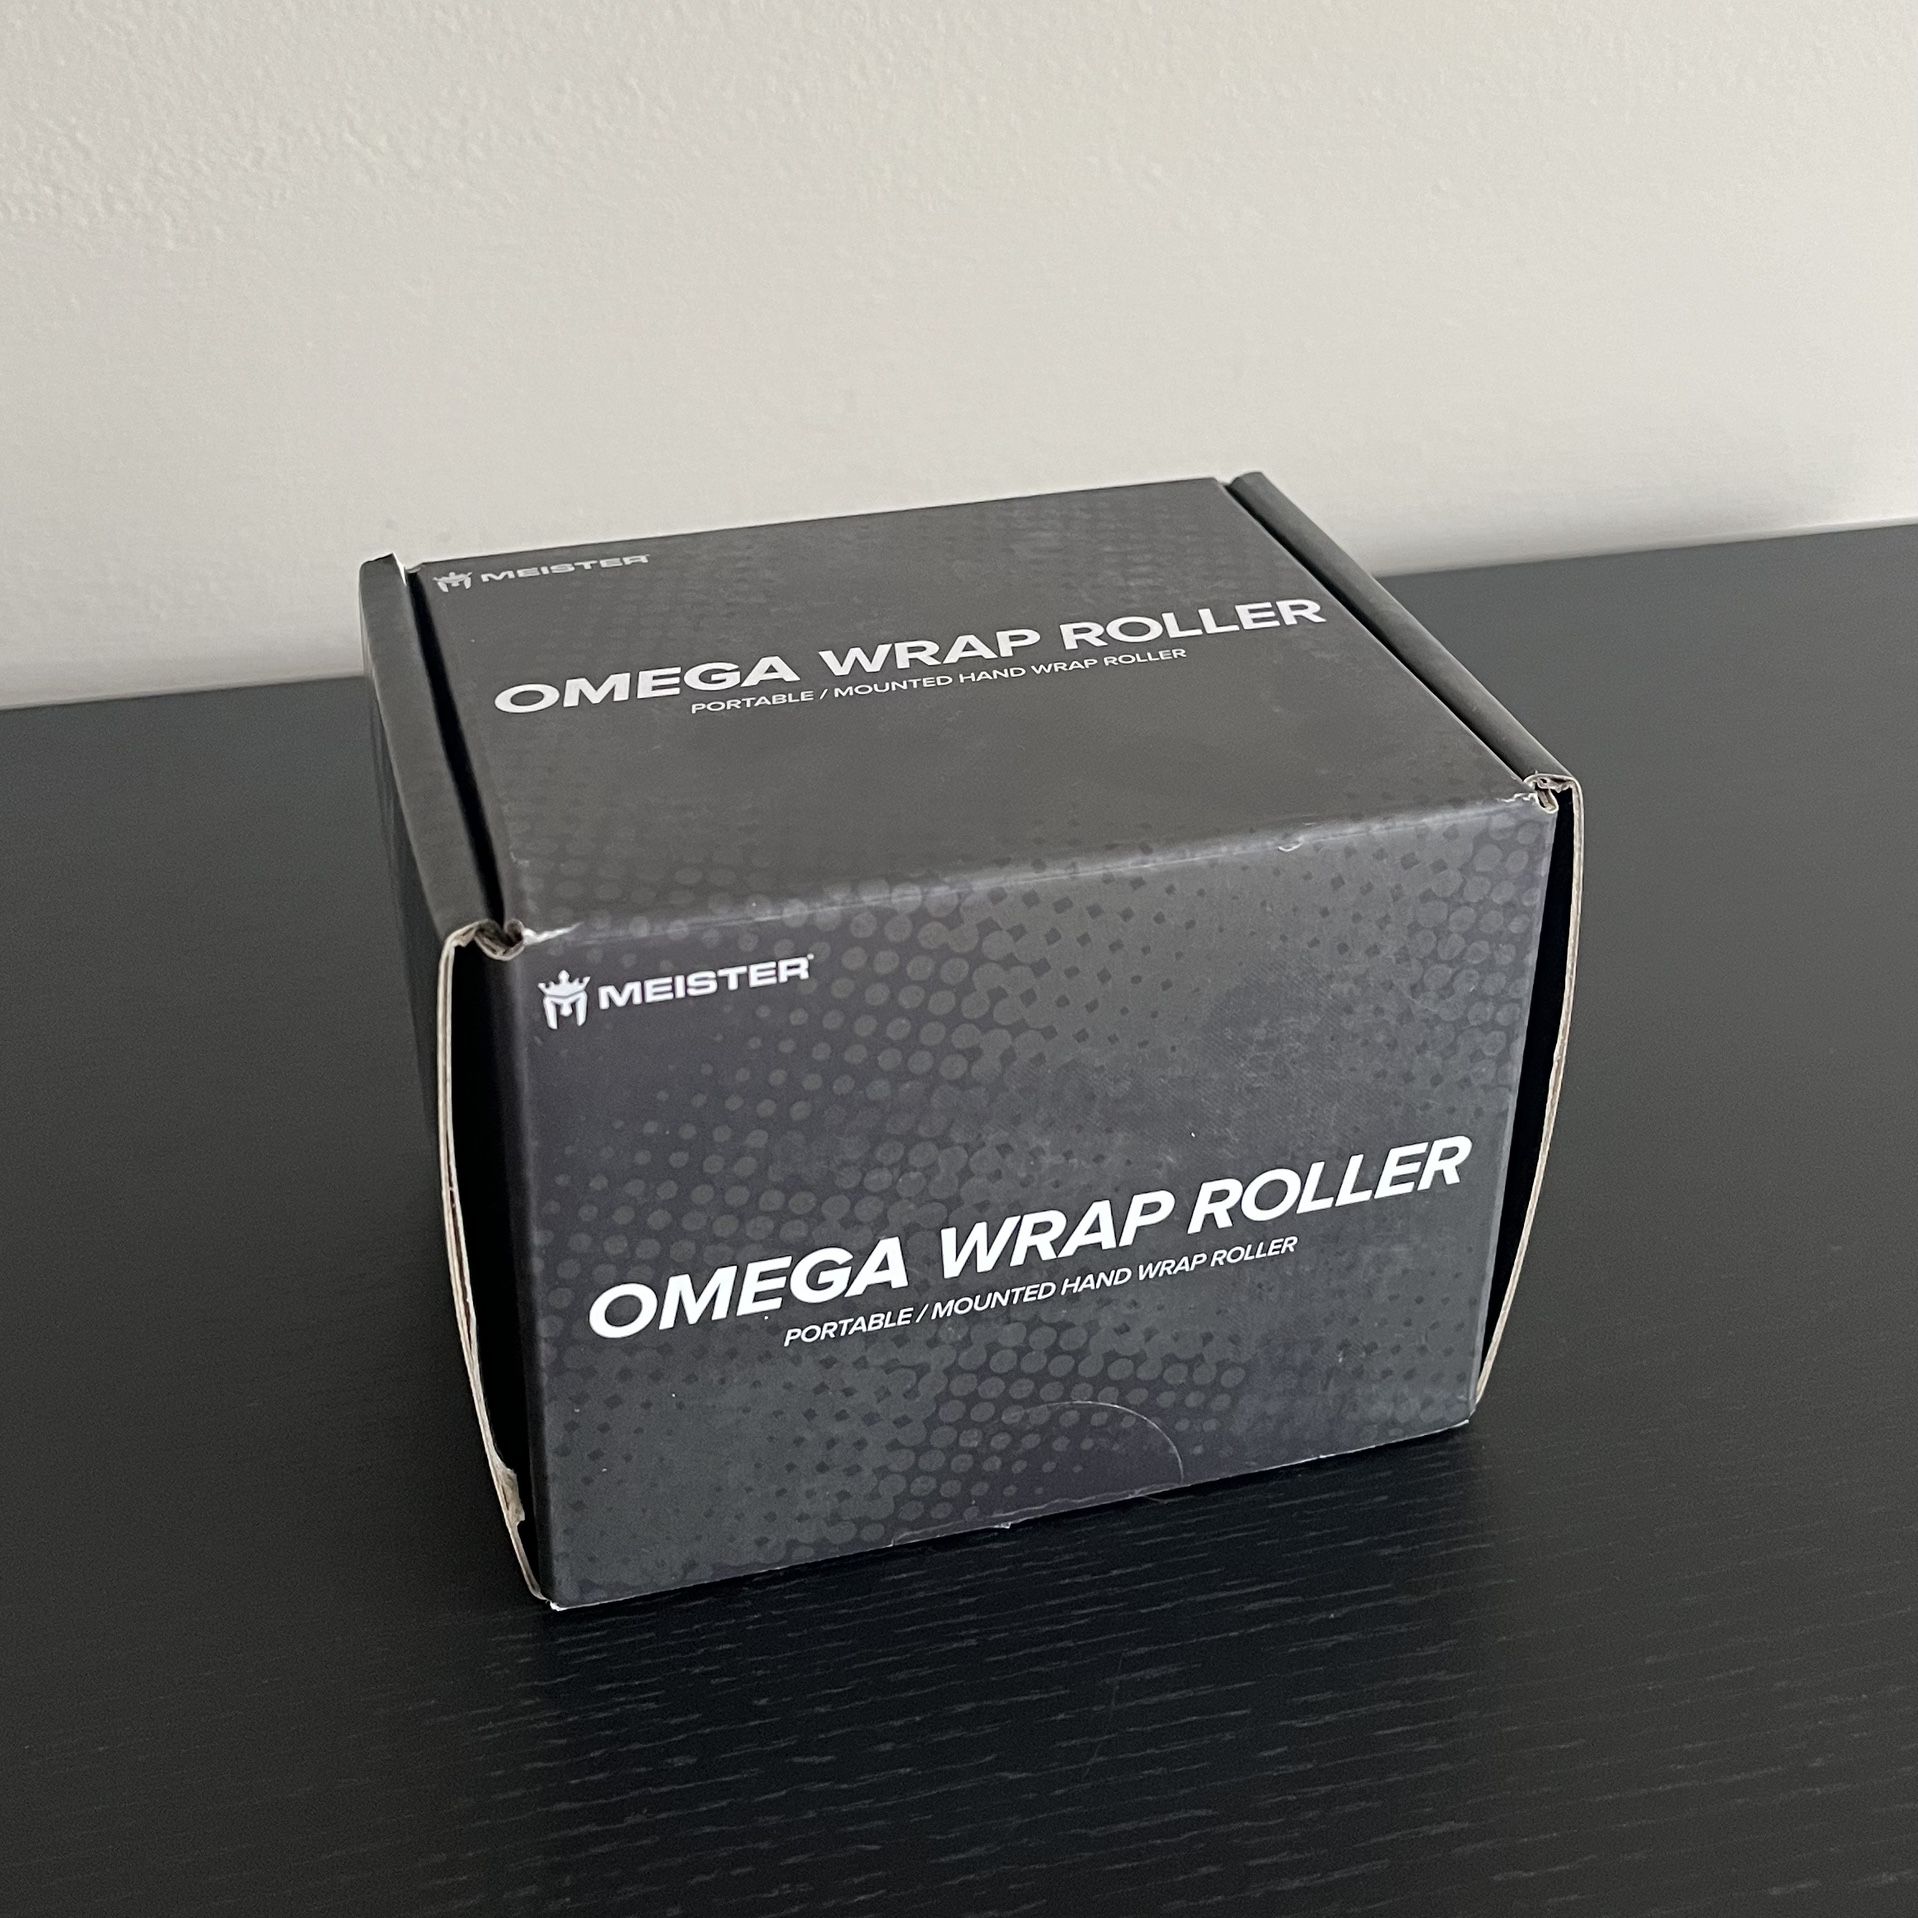 MEISTER
OMEGA WRAP ROLLER
PORTABLE / MOUNTED HAND WRAP ROLLER
MEISTER
OMEGA WRAP ROLLER
PORTABLE / MOUNTED HAND WRAP ROLLER